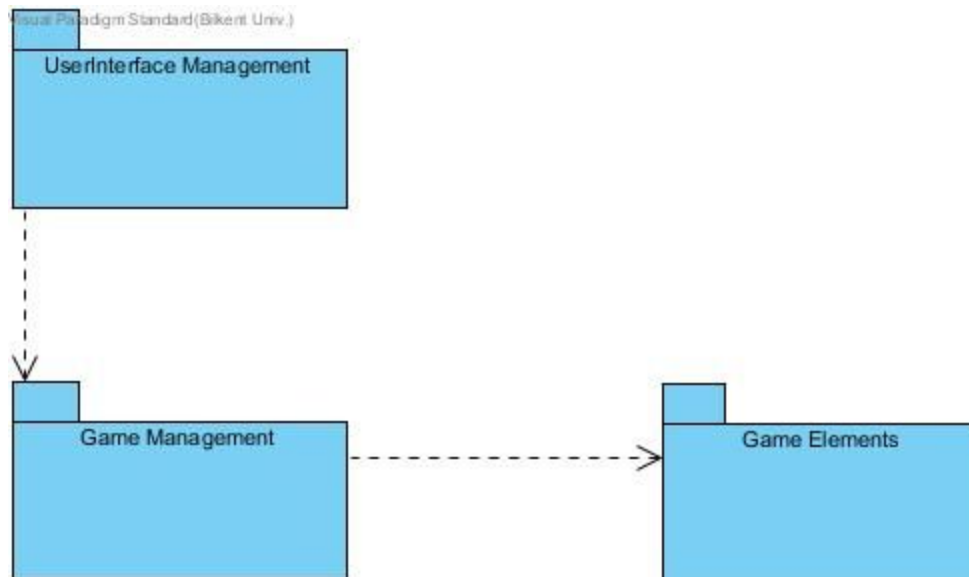 Visual Paradigm Standard(Bilkent Univ.)
UserInterface Management
Game Management
Game Elements